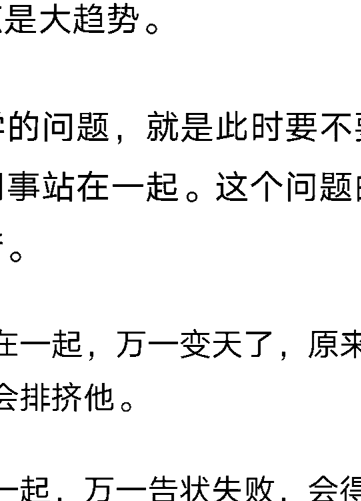 是大趋势。
的问题，就是此时要不
事站在一起。这个问题
。
在一起，万一变天了，原来
会排挤他。
一起，万一告状失败，会得